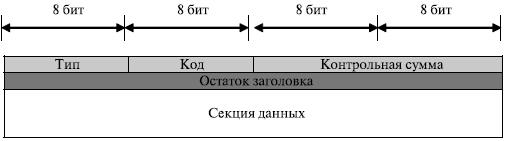 8 бит 8 бит 8 бит 8 бит
Тип Код Контрольная сумма
Остаток заголовка
Секция данных